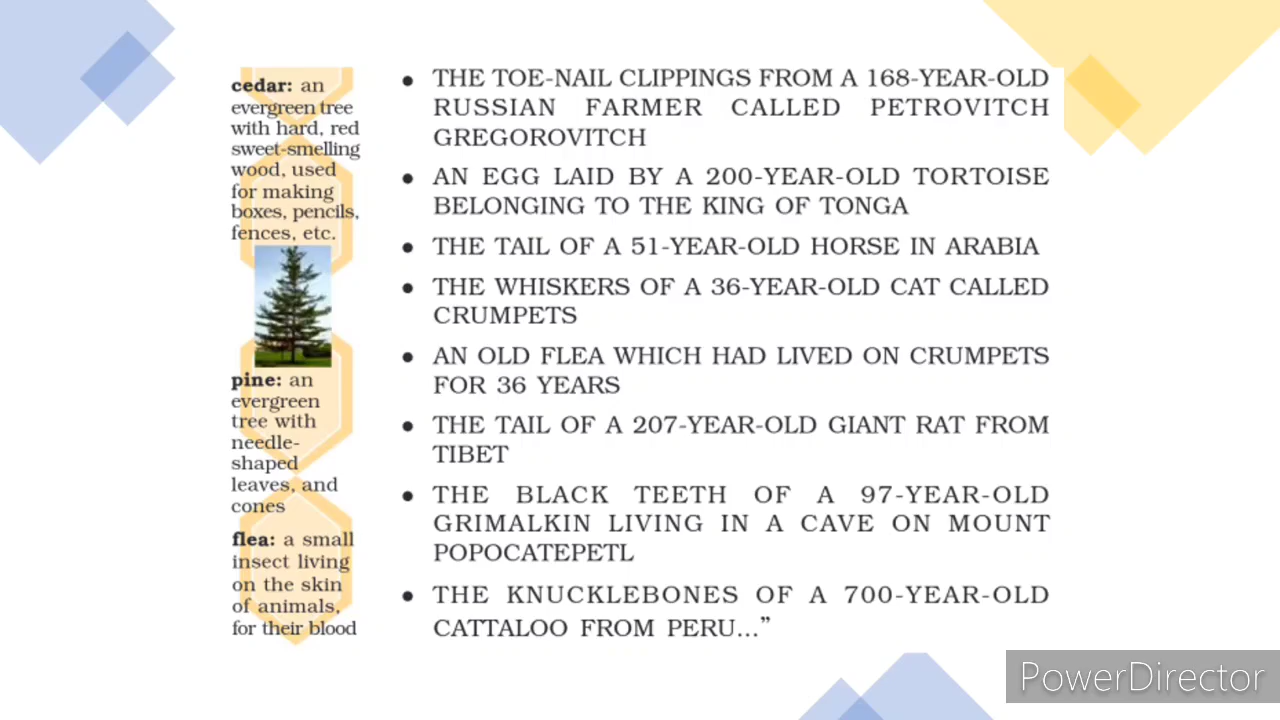 cedar: an
evergreen tree
with hard, red
sweet-smelling
wood, used
for making
boxes, pencils,
fences, etc.
pine: an
evergreen
tree with
needle-
shaped
leaves, and
cones
flea: a small
insect living
on the skin
of animals,
for their blood
● THE TOE-NAIL CLIPPINGS FROM A 168-YEAR-OLD
RUSSIAN FARMER CALLED PETROVITCH
GREGOROVITCH
● AN EGG LAID BY A 200-YEAR-OLD TORTOISE
BELONGING TO THE KING OF TONGA
● THE TAIL OF A 51-YEAR-OLD HORSE IN ARABIA
● THE WHISKERS OF A 36-YEAR-OLD CAT CALLED
CRUMPETS
● AN OLD FLEA WHICH HAD LIVED ON CRUMPETS
FOR 36 YEARS
● THE TAIL OF A 207-YEAR-OLD GIANT RAT FROM
TIBET
● THE BLACK TEETH OF A 97-YEAR-OLD
GRIMALKIN LIVING IN A CAVE ON MOUNT
POPOCATEPETL
● THE KNUCKLEBONES OF A 700-YEAR-OLD
CATTALOO FROM PERU...”
PowerDirector